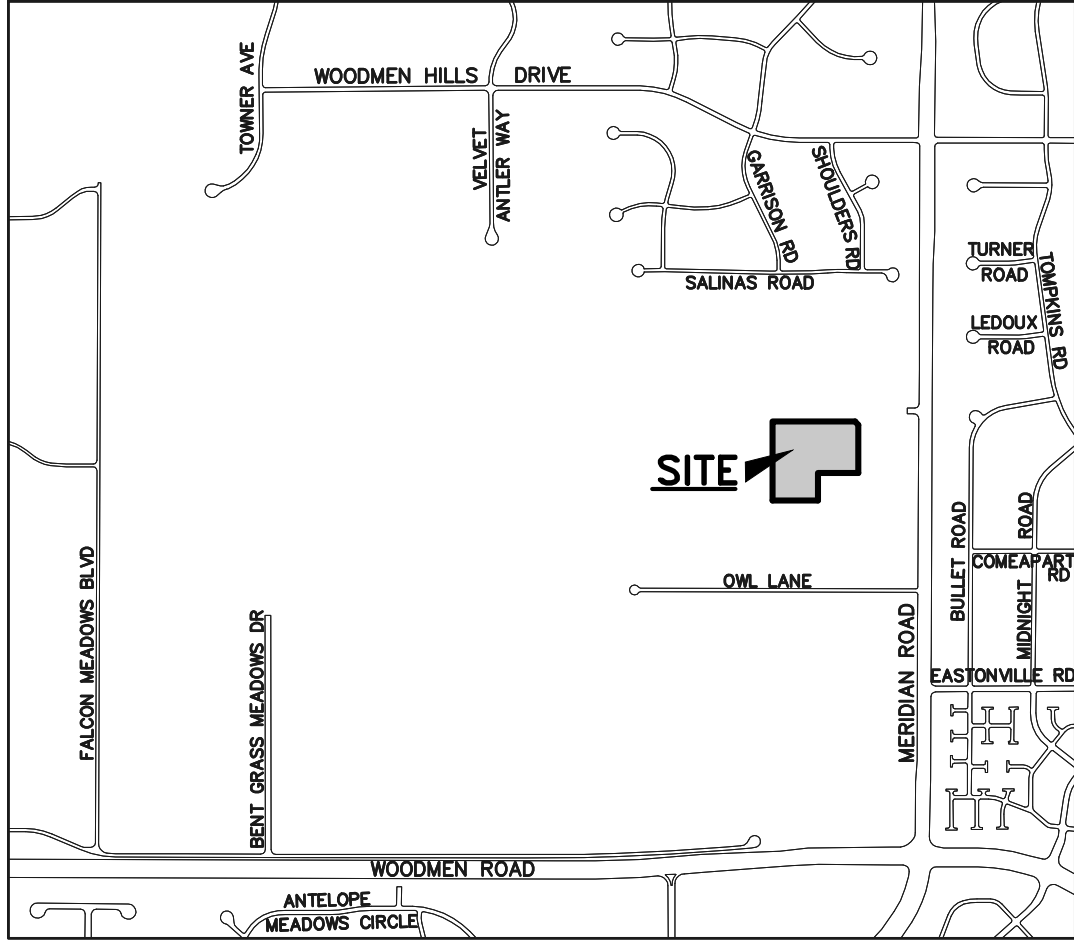 TOWNER AVE
WOODMEN HILLS DRIVE
VELVET
ANTLER WAY
GARRISON RD
SHOULDERS RD
SALINAS ROAD
TURNER
ROAD
TOMPKINS RD
LEDOUX
ROAD
SITE
FALCON MEADOWS BLVD
BENT GRASS MEADOWS DR
OWL LANE
MERIDIAN ROAD
BULLET ROAD
MIDNIGHT ROAD
COMEAPART
RD
EASTONVILLE RD
WOODMEN ROAD
ANTELOPE
MEADOWS CIRCLE